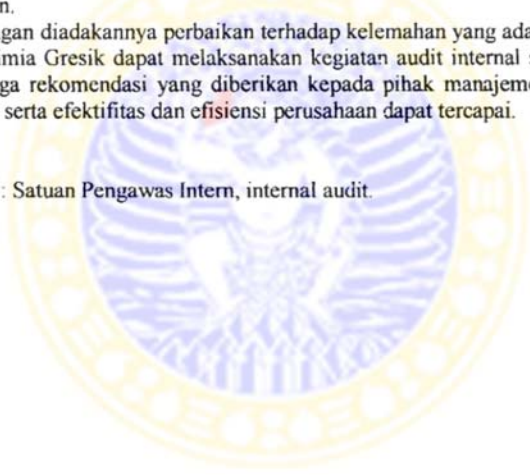 n.
gan diadakannya perbaikan terhadap kelemahan yang ada
mia Gresik dapat melaksanakan kegiatan audit internal
ga rekomendasi yang diberikan kepada pihak manajem
serta efektifitas dan efisiensi perusahaan dapat tercapai.
: Satuan Pengawas Intern, internal audit.